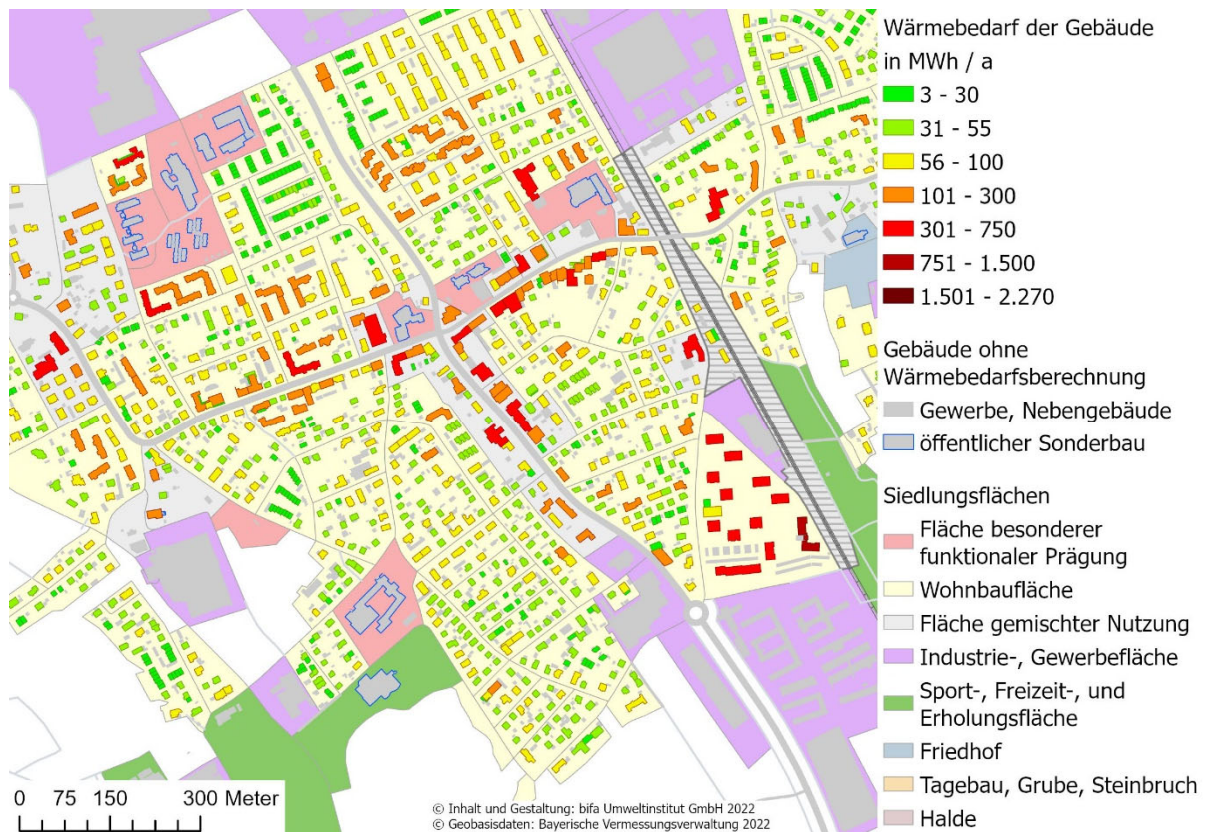 Wärmebedarf der Gebäude
in MWh / a
3 - 30
31 - 55
56 - 100
101 - 300
301 - 750
751 - 1.500
1.501 - 2.270
Gebäude ohne
Wärmebedarfsberechnung
Gewerbe, Nebengebäude
öffentlicher Sonderbau
Siedlungsflächen
Fläche besonderer
funktionaler Prägung
Wohnbaufläche
Fläche gemischter Nutzung
Industrie-, Gewerbefläche
Sport-, Freizeit-, und
Erholungsfläche
Friedhof
Tagebau, Grube, Steinbruch
Halde
0 75 150 300 Meter
© Inhalt und Gestaltung: bifa Umweltinstitut GmbH 2022
© Geobasisdaten: Bayerische Vermessungsverwaltung 2022